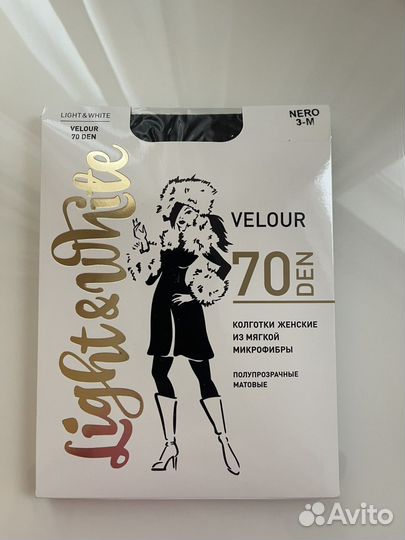 LIGHT & WHITE
VELOUR
70 DEN
NERO
3-M
Light & White
VELOUR
70 DEN
КОЛГОТКИ ЖЕНСКИЕ
ИЗ МЯГКОЙ
МИКРОФИБРЫ
ПОЛУПРОЗРАЧНЫЕ
МАТОВЫЕ
Avito